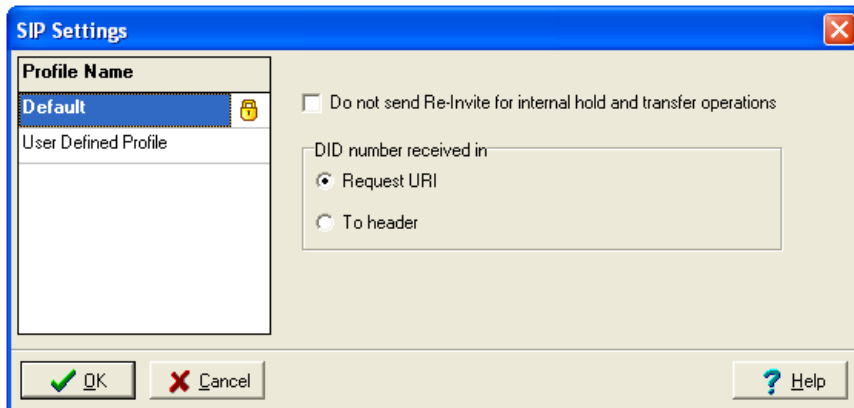 SIP Settings
Profile Name
Default
User Defined Profile
Do not send Re-Invite for internal hold and transfer operations
DID number received in
Request URI
To header
OK
Cancel
? Help